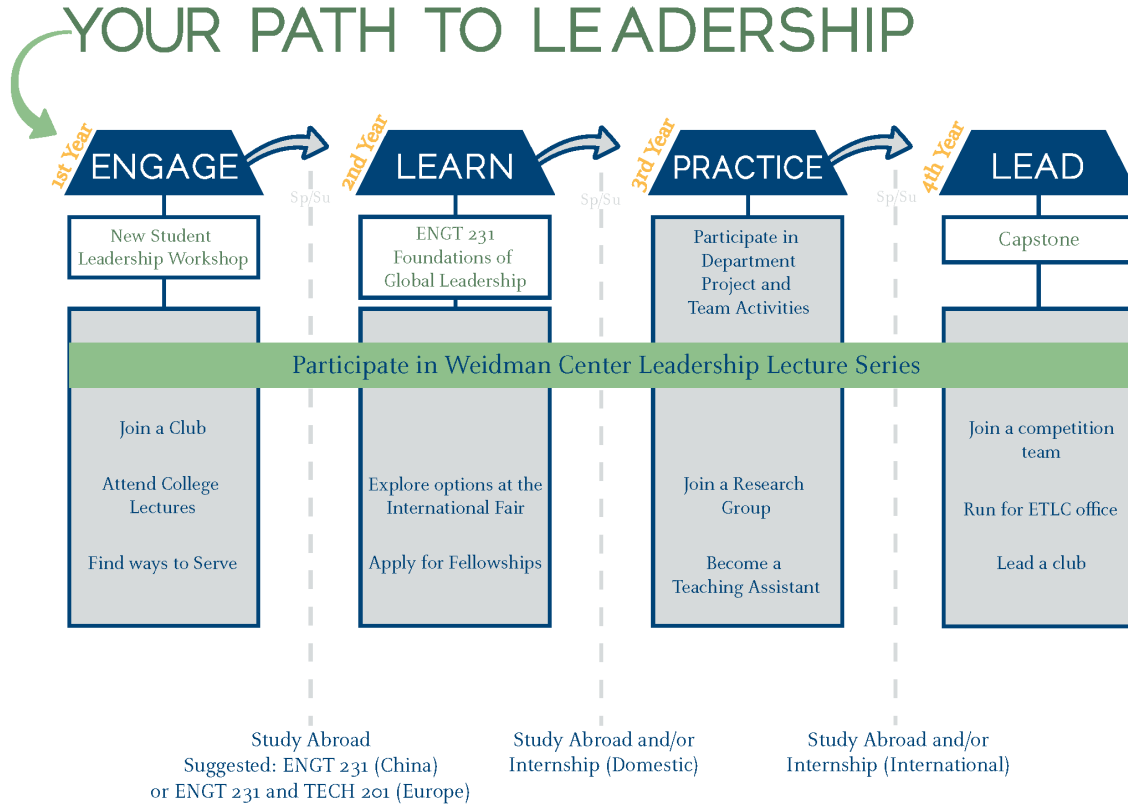 YOUR PATH TO LEADERSHIP
1st Year
ENGAGE
New Student
Leadership Workshop
Sp/Su
2nd Year
LEARN
ENGT 231
Foundations of
Global Leadership
Sp/Su
3rd Year
PRACTICE
Participate in
Department
Project and
Team Activities
Sp/Su
4th Year
LEAD
Capstone
Participate in Weidman Center Leadership Lecture Series
Join a Club
Attend College
Lectures
Find ways to Serve
Explore options at the
International Fair
Apply for Fellowships
Join a Research
Group
Become a
Teaching Assistant
Join a competition
team
Run for ETLC office
Lead a club
Study Abroad
Suggested: ENGT 231 (China)
or ENGT 231 and TECH 201 (Europe)
Study Abroad and/or
Internship (Domestic)
Study Abroad and/or
Internship (International)